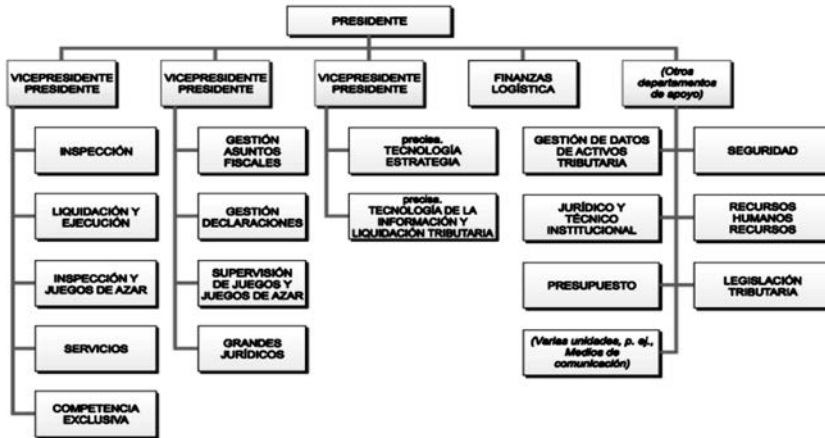 PRESIDENTE
VICEPRESIDENTE
PRESIDENTE
VICEPRESIDENTE
PRESIDENTE
VICEPRESIDENTE
PRESIDENTE
FINANZAS
LOGÍSTICA
(Otros
departamentos
de apoyo)
INSPECCIÓN
LIQUIDACIÓN Y
EJECUCIÓN
INSPECCIÓN Y
JUEGOS DE AZAR
SERVICIOS
COMPETENCIA
EXCLUSIVA
GESTIÓN
ASUNTOS
FISCALES
GESTIÓN
DECLARACIONES
SUPERVISIÓN
DE JUEGOS Y
JUEGOS DE AZAR
GRANDES
JURÍDICOS
precisa.
TECNOLOGÍA
ESTRATEGIA
precisa.
TECNOLOGÍA DE LA
INFORMACIÓN Y
LIQUIDACIÓN TRIBUTARIA
GESTIÓN DE DATOS
DE ACTIVOS
TRIBUTARIA
JURÍDICO Y
TÉCNICO
INSTITUCIONAL
PRESUPUESTO
(Varias unidades, p. ej.,
Medios de
comunicación)
SEGURIDAD
RECURSOS
HUMANOS
RECURSOS
LEGISLACIÓN
TRIBUTARIA